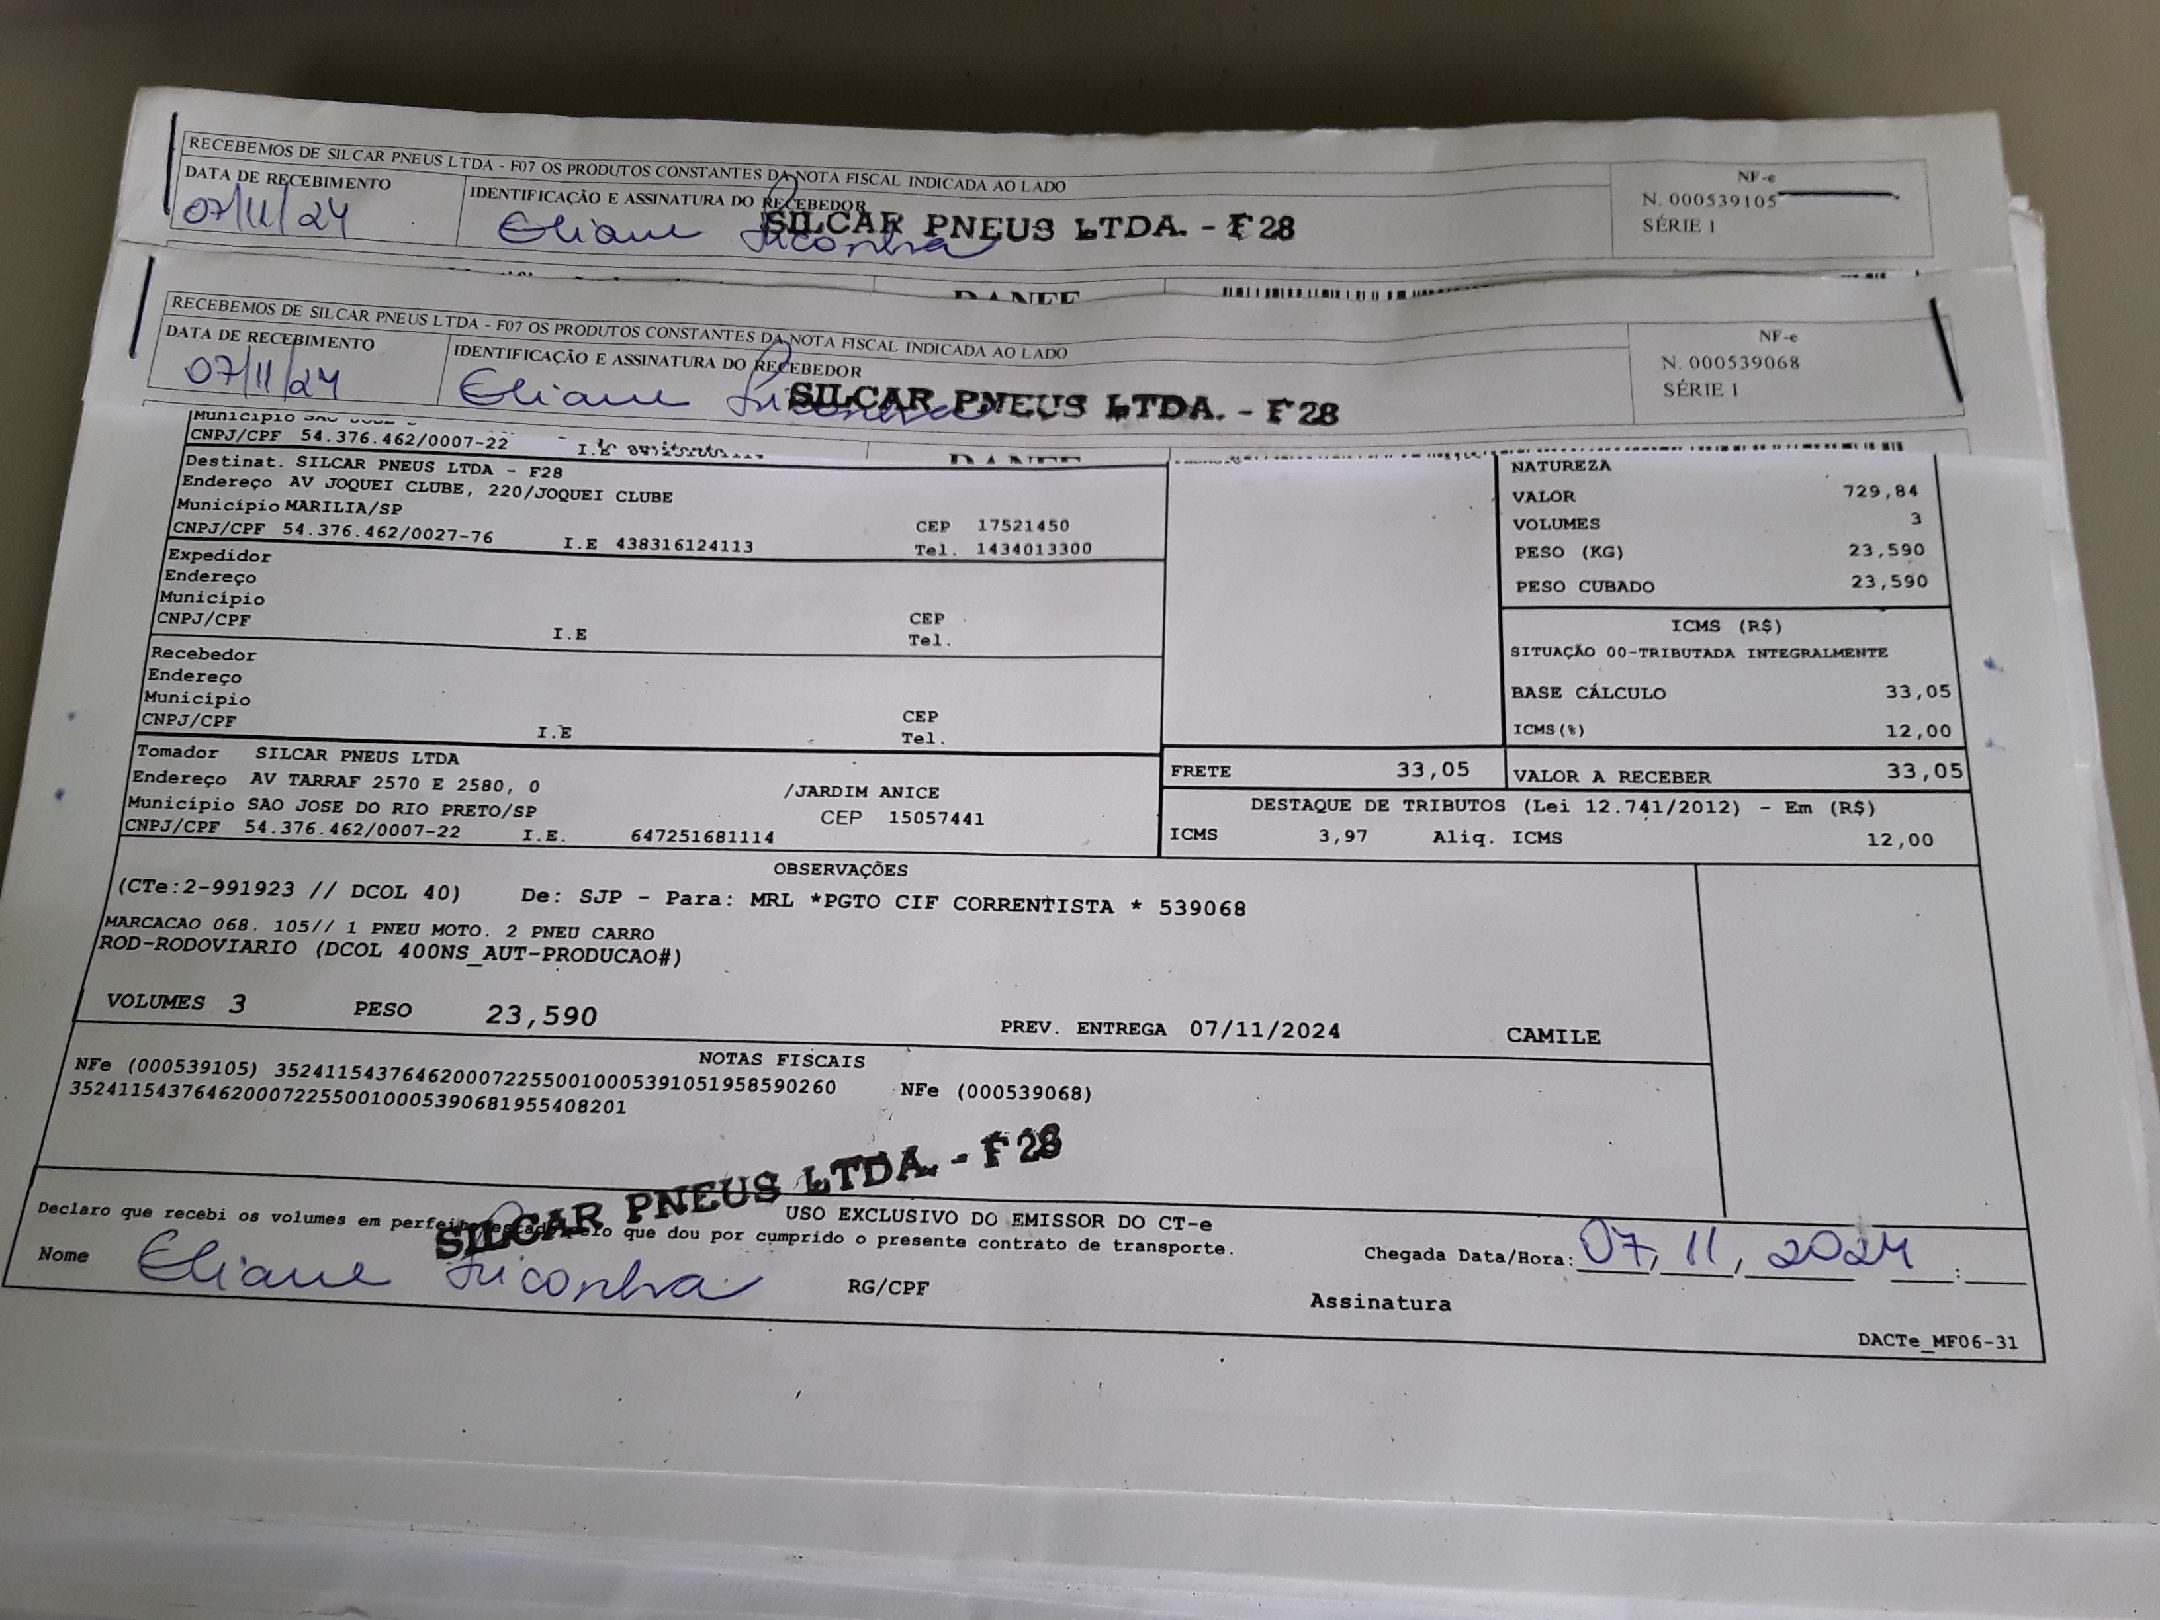 RECEBEMOS DE SILCAR PNEUS LTDA - F07 OS PRODUTOS CONSTANTES DA NOTA FISCAL INDICADA AO LADO
DATA DE RECEBIMENTO
07/11/24
IDENTIFICAÇÃO E ASSINATURA DO RECEBEDOR
Eliane
SILCAR PNEUS LTDA. - F28
NF-e
N. 000539105
SÉRIE 1
DANFE
RECEBEMOS DE SILCAR PNEUS LTDA - F07 OS PRODUTOS CONSTANTES DA NOTA FISCAL INDICADA AO LADO
DATA DE RECEBIMENTO
07/11/24
IDENTIFICAÇÃO E ASSINATURA DO RECEBEDOR
Eliane
SILCAR PNEUS LTDA. - F28
NF-e
N. 000539068
SÉRIE 1
Município
CNPJ/CPF 54.376.462/0007-22
DANFE
Destinat. SILCAR PNEUS LTDA - F28
Endereço AV JOQUEI CLUBE, 220/JOQUEI CLUBE
Município MARILIA/SP CEP 17521450
CNPJ/CPF 54.376.462/0027-76 I.E 438316124113 Tel. 1434013300
Expedidor
Endereço
Município CEP
CNPJ/CPF I.E Tel.
Recebedor
Endereço
Município CEP
CNPJ/CPF I.E Tel.
Tomador SILCAR PNEUS LTDA
Endereço AV TARRAF 2570 E 2580, 0 /JARDIM ANICE
Município SAO JOSE DO RIO PRETO/SP CEP 15057441
CNPJ/CPF 54.376.462/0007-22 I.E. 647251681114
NATUREZA
VALOR 729,84
VOLUMES 3
PESO (KG) 23,590
PESO CUBADO 23,590
ICMS (R$)
SITUAÇÃO 00-TRIBUTADA INTEGRALMENTE
BASE CÁLCULO 33,05
ICMS(%) 12,00
FRETE 33,05 VALOR A RECEBER 33,05
DESTAQUE DE TRIBUTOS (Lei 12.741/2012) - Em (R$)
ICMS 3,97 Aliq. ICMS 12,00
OBSERVAÇÕES
(CTe:2-991923 // DCOL 40) De: SJP - Para: MRL *PGTO CIF CORRENTISTA * 539068
MARCACAO 068. 105// 1 PNEU MOTO. 2 PNEU CARRO
ROD-RODOVIARIO (DCOL 400NS_AUT-PRODUCAO#)
VOLUMES 3 PESO 23,590 PREV. ENTREGA 07/11/2024 CAMILE
NOTAS FISCAIS
NFe (000539105) 35241154376462000722550010005391051958590260 NFe (000539068)
35241154376462000722550010005390681955408201
SILCAR PNEUS LTDA. - F28
USO EXCLUSIVO DO EMISSOR DO CT-e
Declaro que recebi os volumes em perfeito estado pelo que dou por cumprido o presente contrato de transporte.
Chegada Data/Hora: 07, 11, 2024 :
Nome Eliane
RG/CPF
Assinatura
DACTe_MF06-31